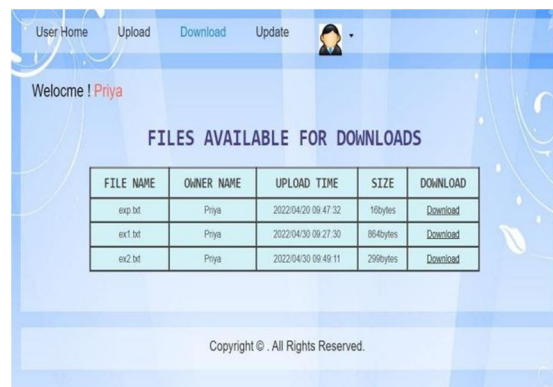 User Home Upload Download Update
Welocme ! Priya
FILES AVAILABLE FOR DOWNLOADS
FILE NAME OWNER NAME UPLOAD TIME SIZE DOWNLOAD
exp.txt Priya 2022/04/20 09:47:32 16bytes Download
ex1.txt Priya 2022/04/30 09:27:30 864bytes Download
ex2.txt Priya 2022/04/30 09:49:11 299bytes Download
Copyright © . All Rights Reserved.